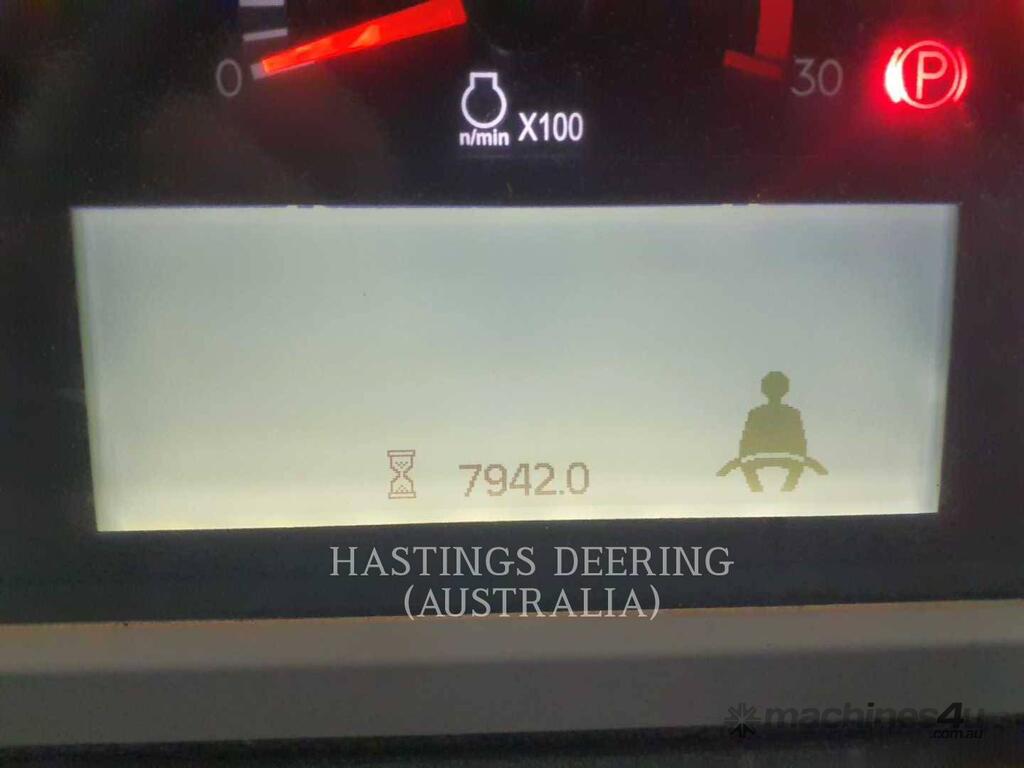 0
30
P
n/min X100
7942.0
HASTINGS DEERING
(AUSTRALIA)
machines4u
.com.au